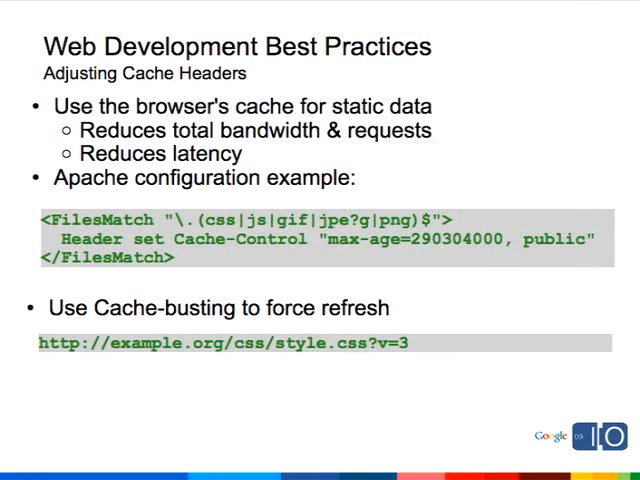 Web Development Best Practices
Adjusting Cache Headers
• Use the browser's cache for static data
○ Reduces total bandwidth & requests
○ Reduces latency
• Apache configuration example:
<FilesMatch "\.(css|js|gif|jpe?g|png)$">
Header set Cache-Control "max-age=290304000, public"
</FilesMatch>
• Use Cache-busting to force refresh
http://example.org/css/style.css?v=3
Google 09 IO